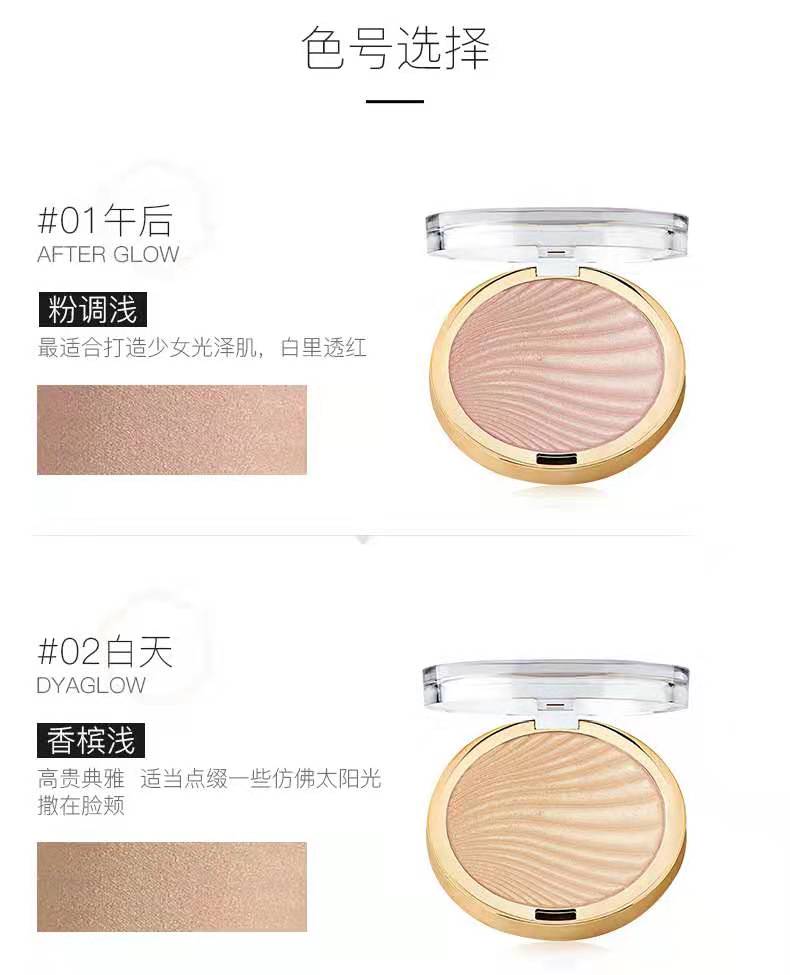 色号选择
#01午后
AFTER GLOW
粉调浅
最适合打造少女光泽肌，白里透红
#02白天
DYAGLOW
香槟浅
高贵典雅 适当点缀一些仿佛太阳光
撒在脸颊